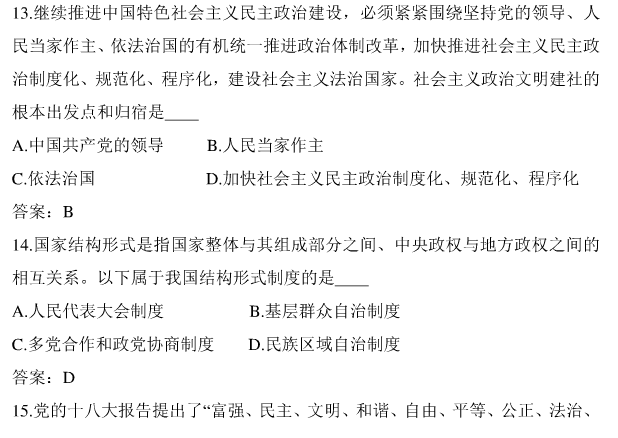 13.继续推进中国特色社会主义民主政治建设，必须紧紧围绕坚持党的领导、人
民当家作主、依法治国的有机统一推进政治体制改革，加快推进社会主义民主政
治制度化、规范化、程序化，建设社会主义法治国家。社会主义政治文明建社的
根本出发点和归宿是____
A.中国共产党的领导 B.人民当家作主
C.依法治国 D.加快社会主义民主政治制度化、规范化、程序化
答案：B
14.国家结构形式是指国家整体与其组成部分之间、中央政权与地方政权之间的
相互关系。以下属于我国结构形式制度的是____
A.人民代表大会制度 B.基层群众自治制度
C.多党合作和政党协商制度 D.民族区域自治制度
答案：D
15.党的十八大报告提出了“富强、民主、文明、和谐、自由、平等、公正、法治、